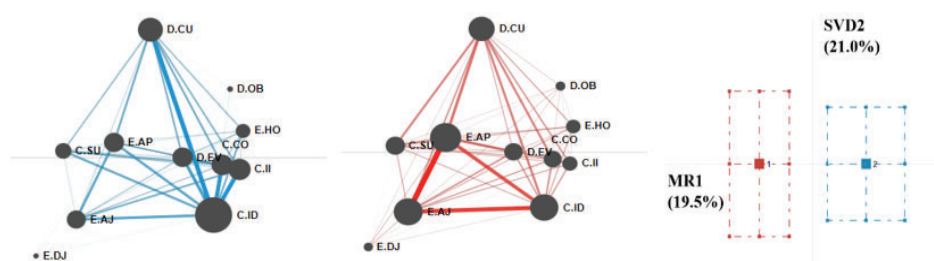 D.CU
D.OB
E.HO
E.AP
C.SU
C.CO
D.EV
C.II
E.AJ
C.ID
E.DJ
D.CU
D.OB
E.HO
E.AP
C.CO
C.SU
D.EV
C.II
E.AJ
C.ID
E.DJ
SVD2
(21.0%)
1
2
MR1
(19.5%)